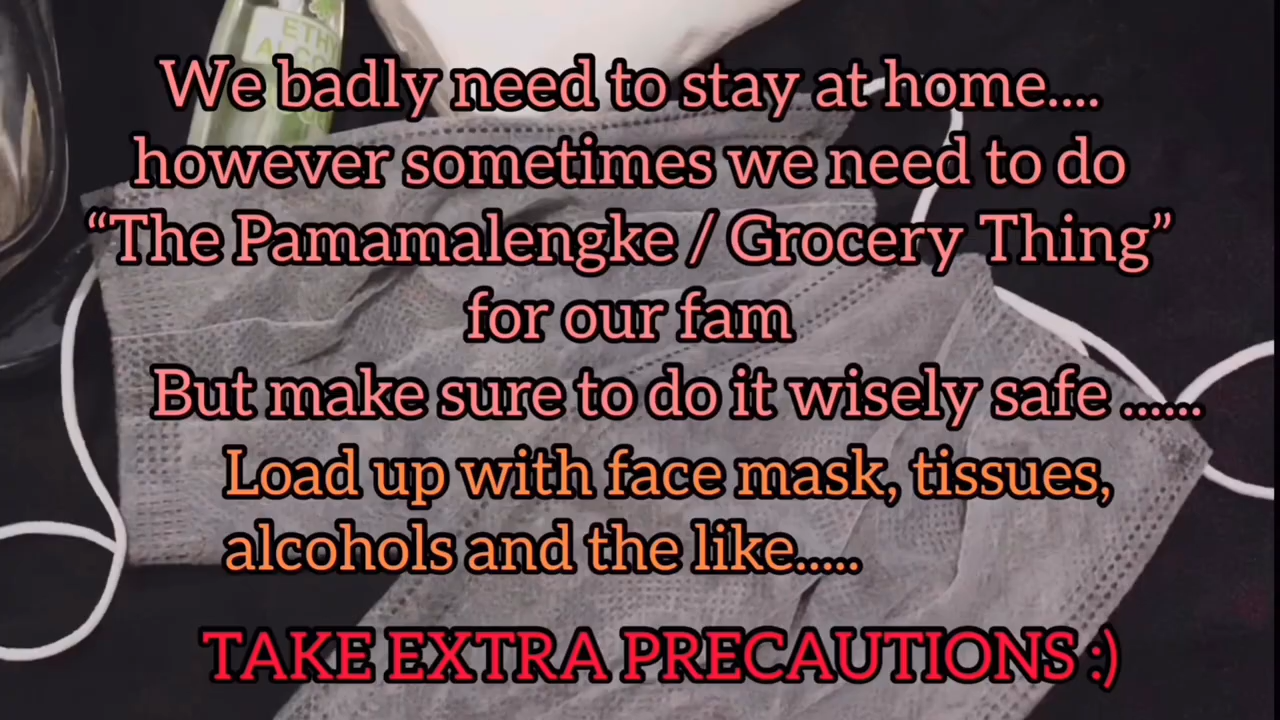 ETHYL
We badly need to stay at home....
however sometimes we need to do
“The Pamamalengke / Grocery Thing”
for our fam
But make sure to do it wisely safe ......
Load up with face mask, tissues,
alcohols and the like.....
TAKE EXTRA PRECAUTIONS :)